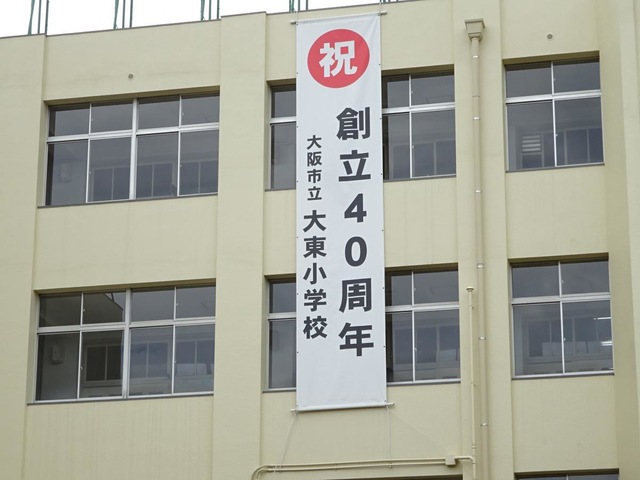 祝
創立40周年
大阪市立 大東小学校